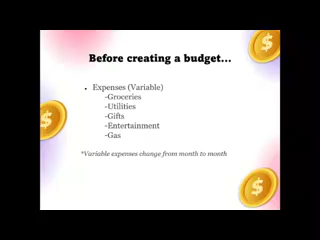 Before creating a budget...
Expenses (Variable)
-Groceries
-Utilities
-Gifts
-Entertainment
-Gas
*Variable expenses change from month to month